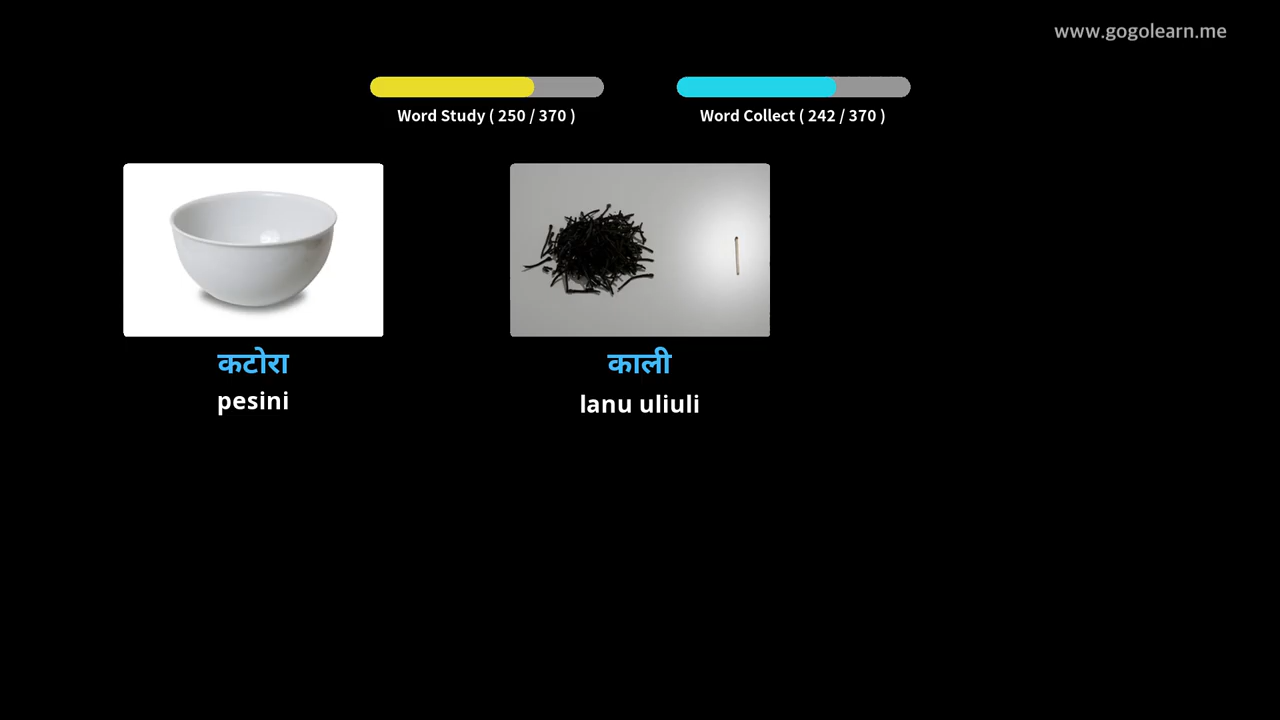 www.gogolearn.me
Word Study ( 250 / 370 )
Word Collect ( 242 / 370 )
कटोरा
pesini
काली
lanu uliuli